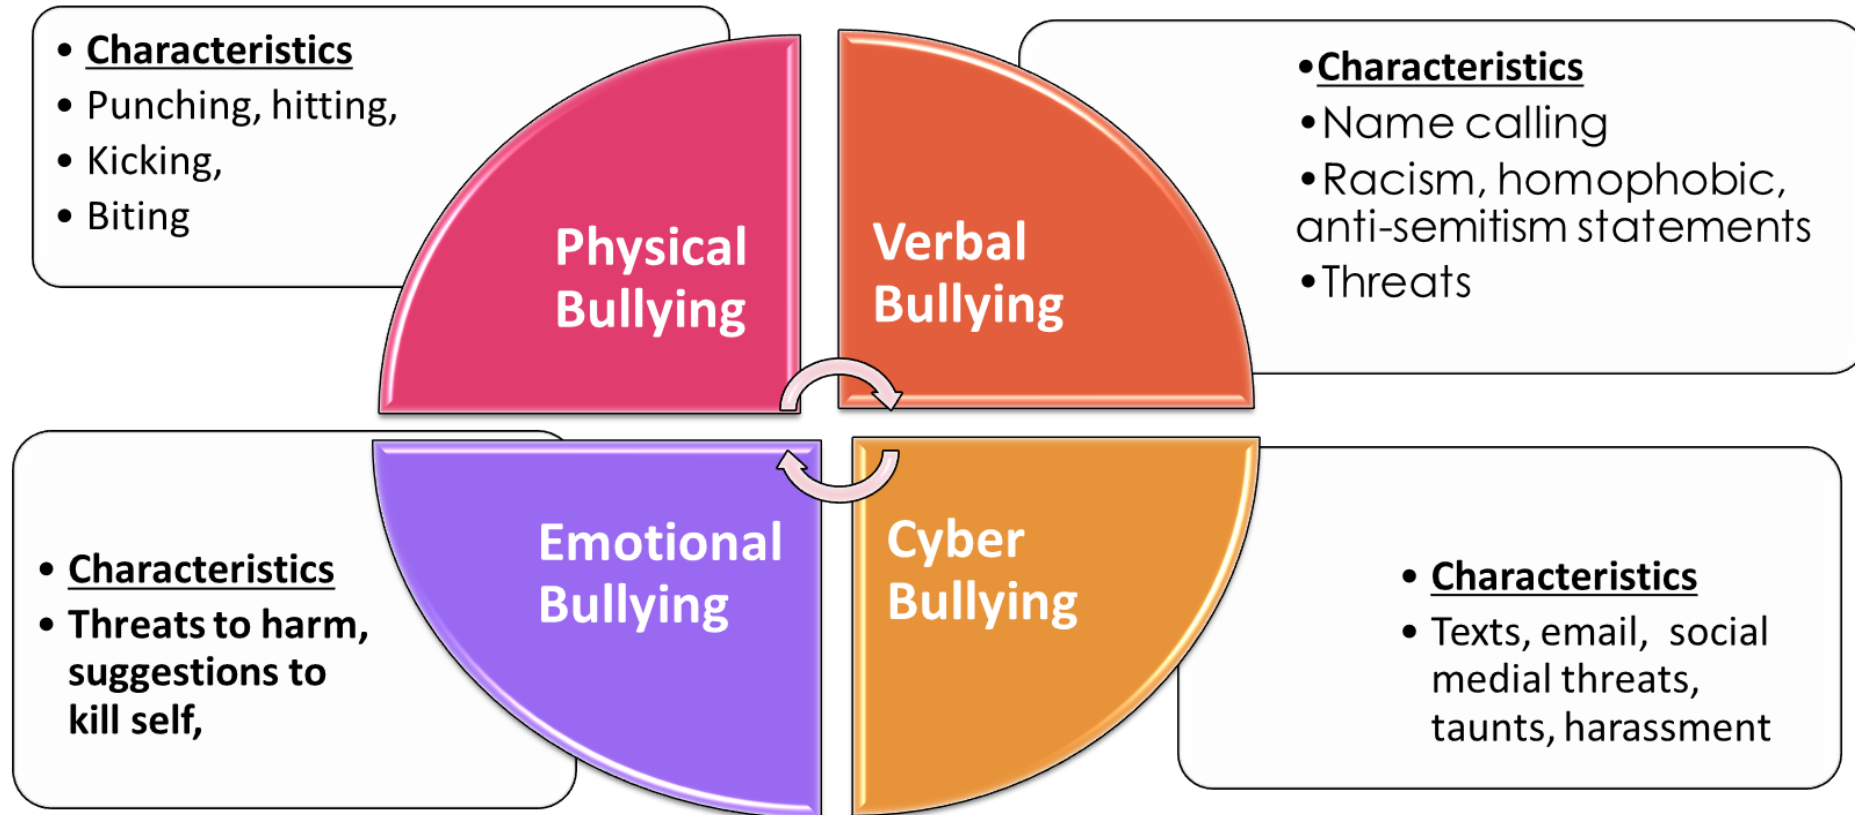 • Characteristics
• Punching, hitting,
• Kicking,
• Biting
Physical
Bullying
Verbal
Bullying
•Characteristics
•Name calling
•Racism, homophobic,
anti-semitism statements
•Threats
• Characteristics
• Threats to harm,
suggestions to
kill self,
Emotional
Bullying
Cyber
Bullying
• Characteristics
• Texts, email,  social
medial threats,
taunts, harassment